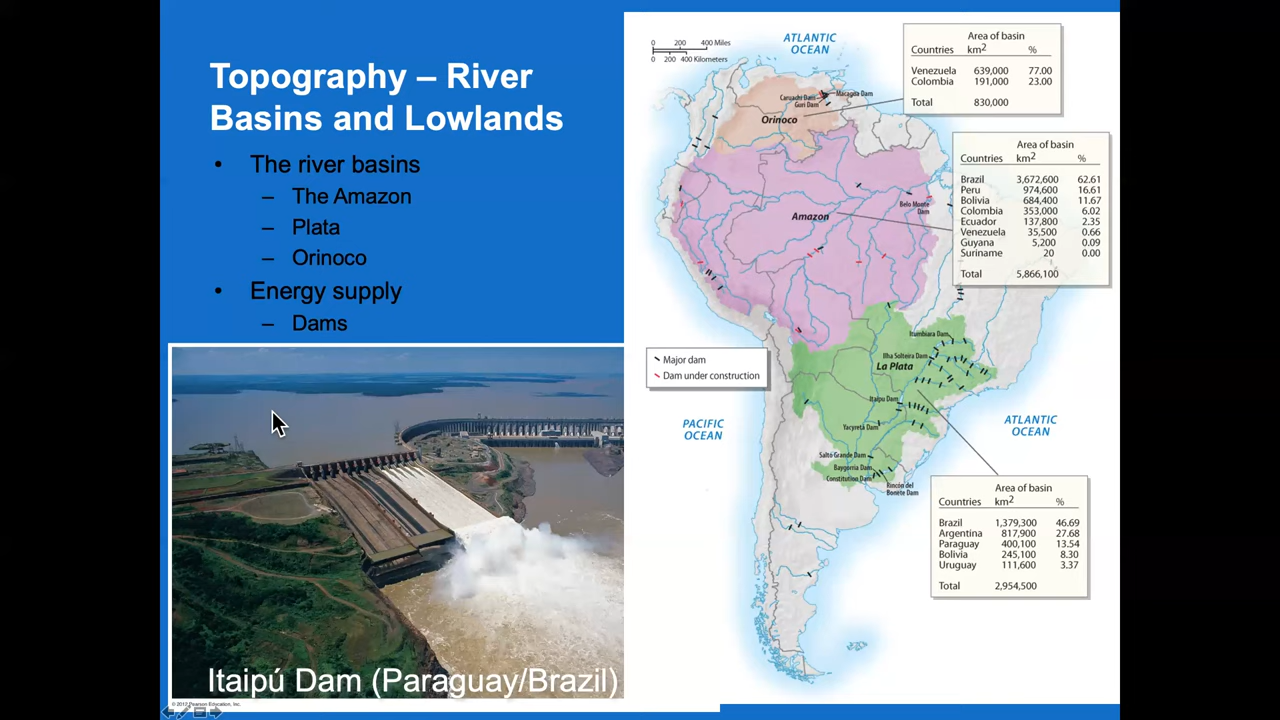 Topography – River
Basins and Lowlands
• The river basins
– The Amazon
– Plata
– Orinoco
• Energy supply
– Dams
Itaipú Dam (Paraguay/Brazil)
© 2012 Pearson Education, Inc.
0 200 400 Miles
0 200 400 Kilometers
ATLANTIC
OCEAN
Area of basin
Countries km² %
Venezuela 639,000 77.00
Colombia 191,000 23.00
Total 830,000
Caruachi Dam
Macagua Dam
Guri Dam
Orinoco
Area of basin
Countries km² %
Brazil 3,672,600 62.61
Peru 974,600 16.61
Bolivia 684,400 11.67
Colombia 353,000 6.02
Ecuador 137,800 2.35
Venezuela 35,500 0.66
Guyana 5,200 0.09
Suriname 20 0.00
Total 5,866,100
Belo Monte
Dam
Amazon
Itumbiara Dam
Ilha Solteira Dam
La Plata
Major dam
Dam under construction
Itaipu Dam
PACIFIC
OCEAN
ATLANTIC
OCEAN
Yacyretá Dam
Salto Grande Dam
Baygorria Dam
Constitution Dam
Rincón del
Bonete Dam
Area of basin
Countries km² %
Brazil 1,379,300 46.69
Argentina 817,900 27.68
Paraguay 400,100 13.54
Bolivia 245,100 8.30
Uruguay 111,600 3.37
Total 2,954,500